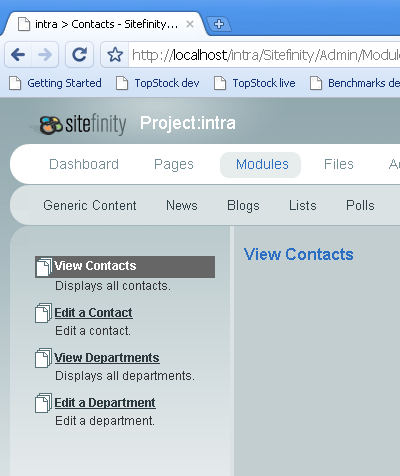 intra > Contacts - Sitefinity...
http://localhost/intra/Sitefinity/Admin/Modul
Getting Started TopStock dev TopStock live Benchmarks de
sitefinity Project:intra
Dashboard Pages Modules Files A
Generic Content News Blogs Lists Polls
View Contacts
Displays all contacts.
Edit a Contact
Edit a contact.
View Departments
Displays all departments.
Edit a Department
Edit a department.
View Contacts